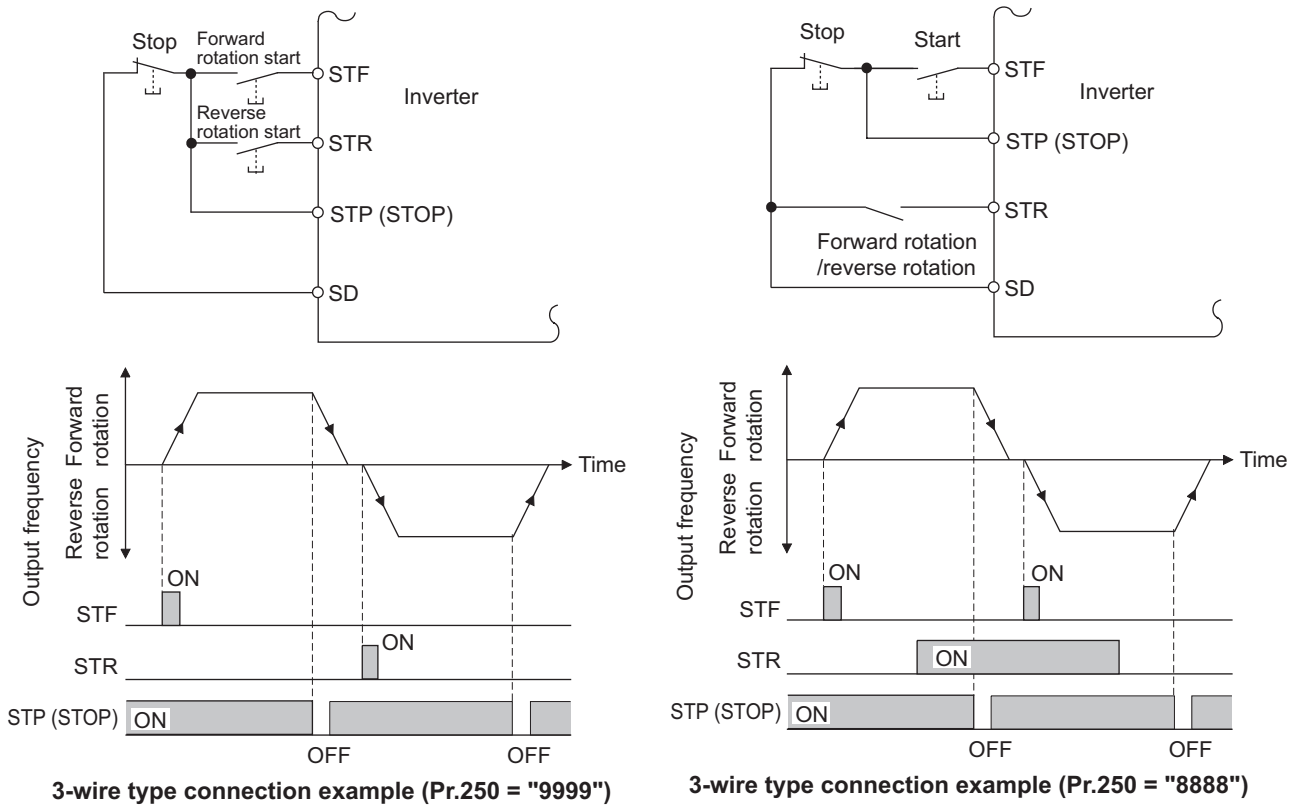 Stop
Forward
rotation start
STF
Inverter
Reverse
rotation start
STR
STP (STOP)
SD
Output frequency
Reverse Forward
rotation rotation
Time
ON
STF
ON
STR
STP (STOP)
ON
OFF
OFF
3-wire type connection example (Pr.250 = "9999")
Stop
Start
STF
Inverter
STP (STOP)
STR
Forward rotation
/reverse rotation
SD
Output frequency
Reverse Forward
rotation rotation
Time
ON
ON
STF
STR
ON
STP (STOP)
ON
OFF
OFF
3-wire type connection example (Pr.250 = "8888")